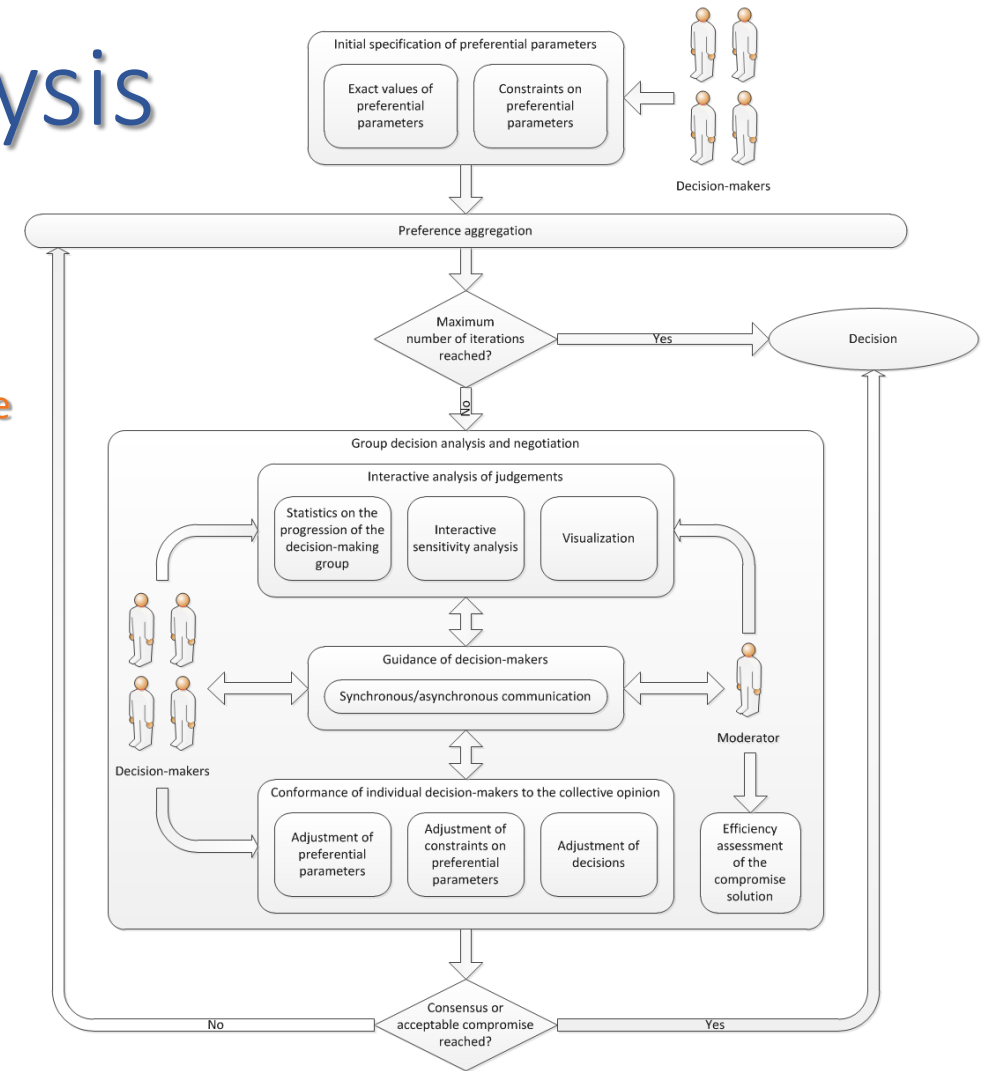 ysis
e
Initial specification of preferential parameters
Exact values of
preferential
parameters
Constraints on
preferential
parameters
Decision-makers
Preference aggregation
Maximum
number of iterations
reached?
Yes
Decision
No
Group decision analysis and negotiation
Interactive analysis of judgements
Statistics on the
progression of the
decision-making
group
Interactive
sensitivity analysis
Visualization
Guidance of decision-makers
Synchronous/asynchronous communication
Decision-makers
Moderator
Conformance of individual decision-makers to the collective opinion
Adjustment of
preferential
parameters
Adjustment of
constraints on
preferential
parameters
Adjustment of
decisions
Efficiency
assessment
of the
compromise
solution
Consensus or
acceptable compromise
reached?
No
Yes